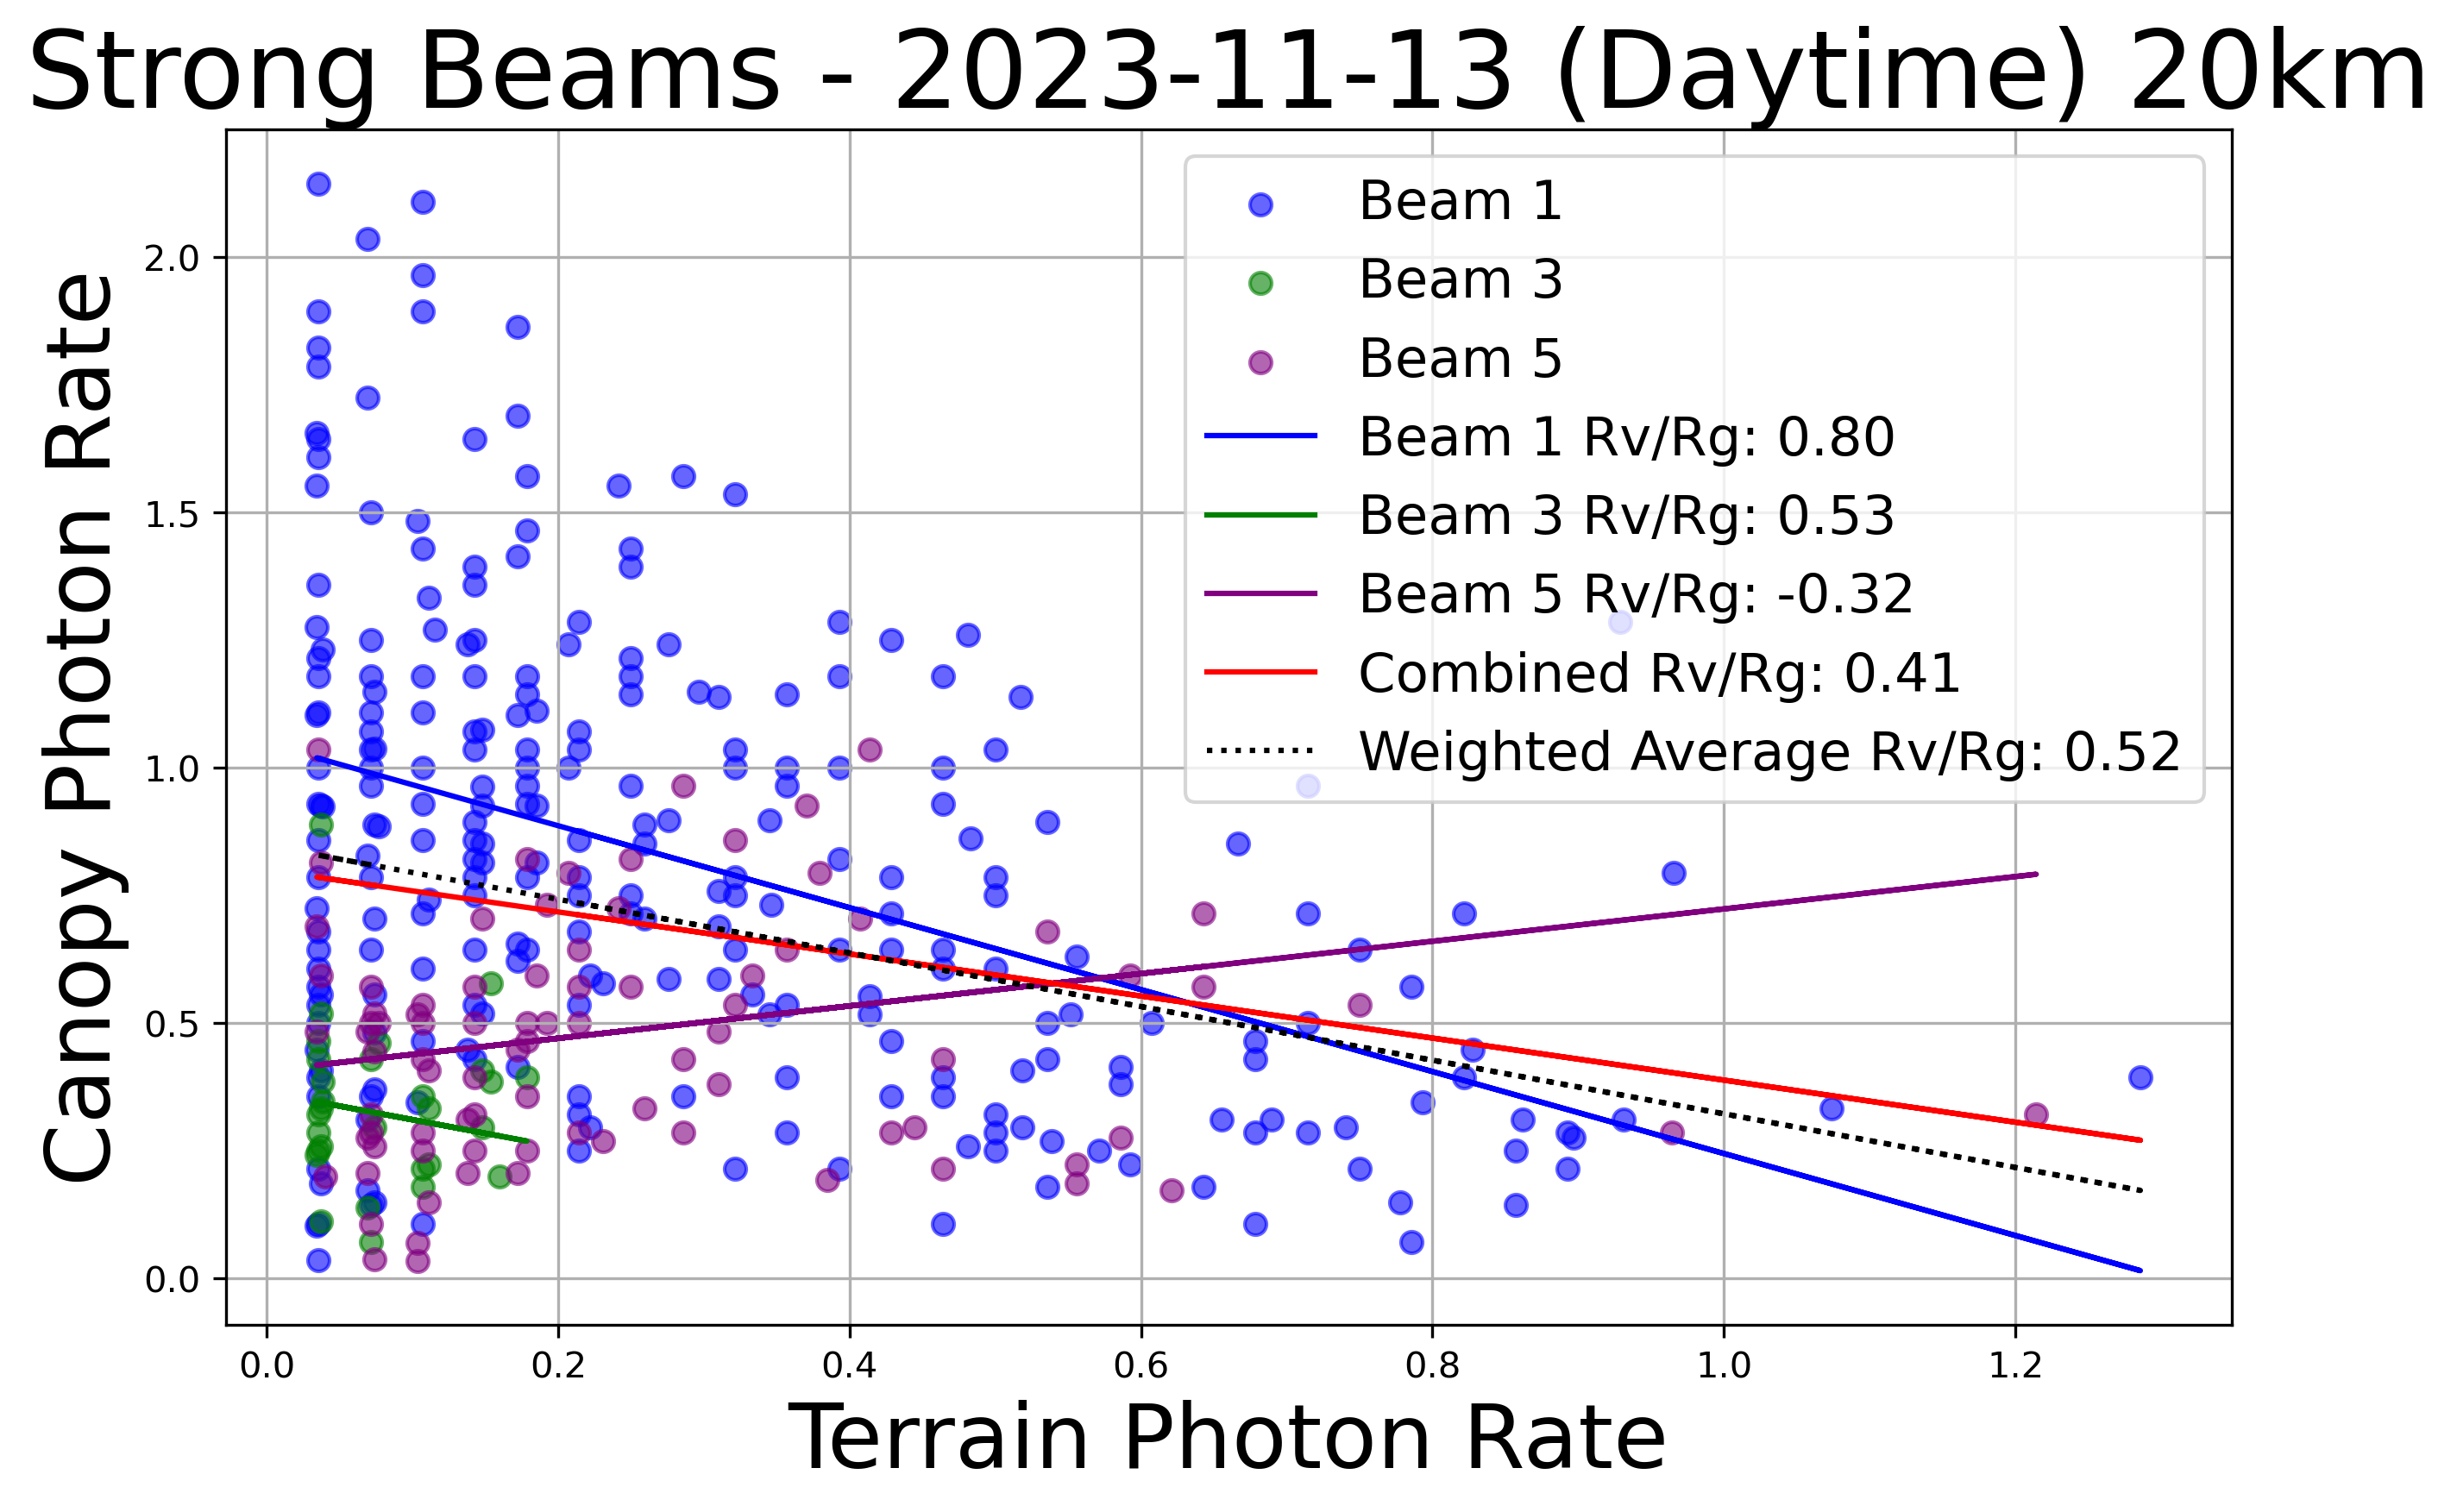 Strong Beams - 2023-11-13 (Daytime) 20km
Beam 1
Beam 3
Beam 5
Beam 1 Rv/Rg: 0.80
Beam 3 Rv/Rg: 0.53
Beam 5 Rv/Rg: -0.32
Combined Rv/Rg: 0.41
Weighted Average Rv/Rg: 0.52
Canopy Photon Rate
2.0
1.5
1.0
0.5
0.0
0.0 0.2 0.4 0.6 0.8 1.0 1.2
Terrain Photon Rate